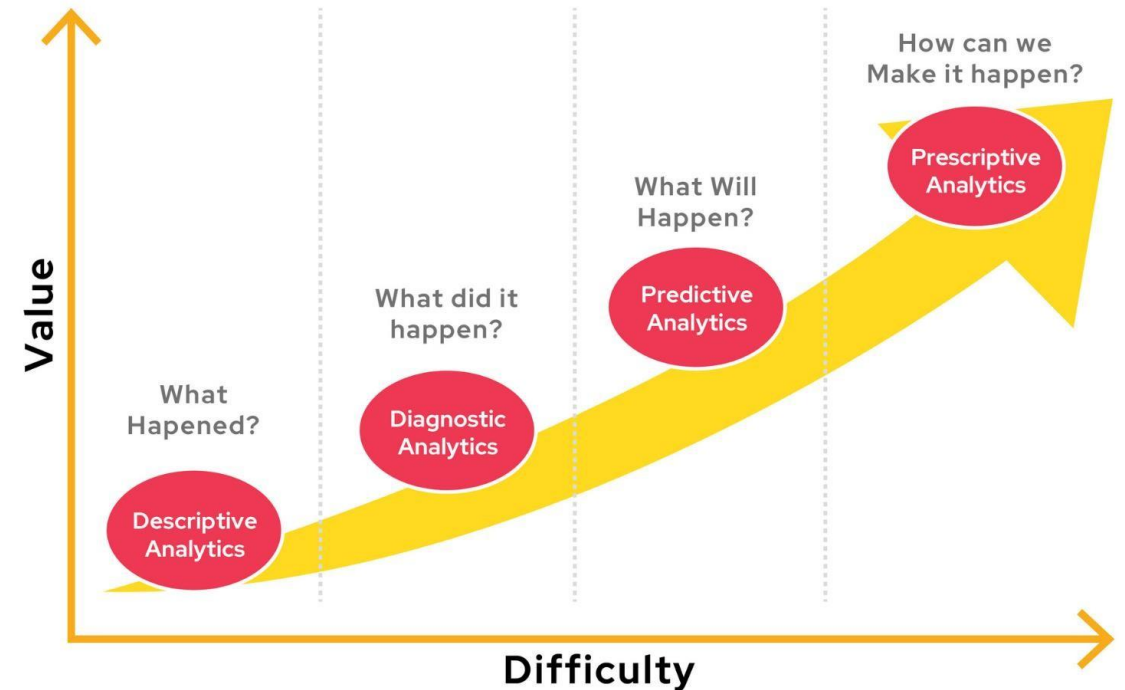 How can we
Make it happen?
Prescriptive
Analytics
What Will
Happen?
Predictive
Analytics
What did it
happen?
Diagnostic
Analytics
What
Hapened?
Descriptive
Analytics
Value
Difficulty